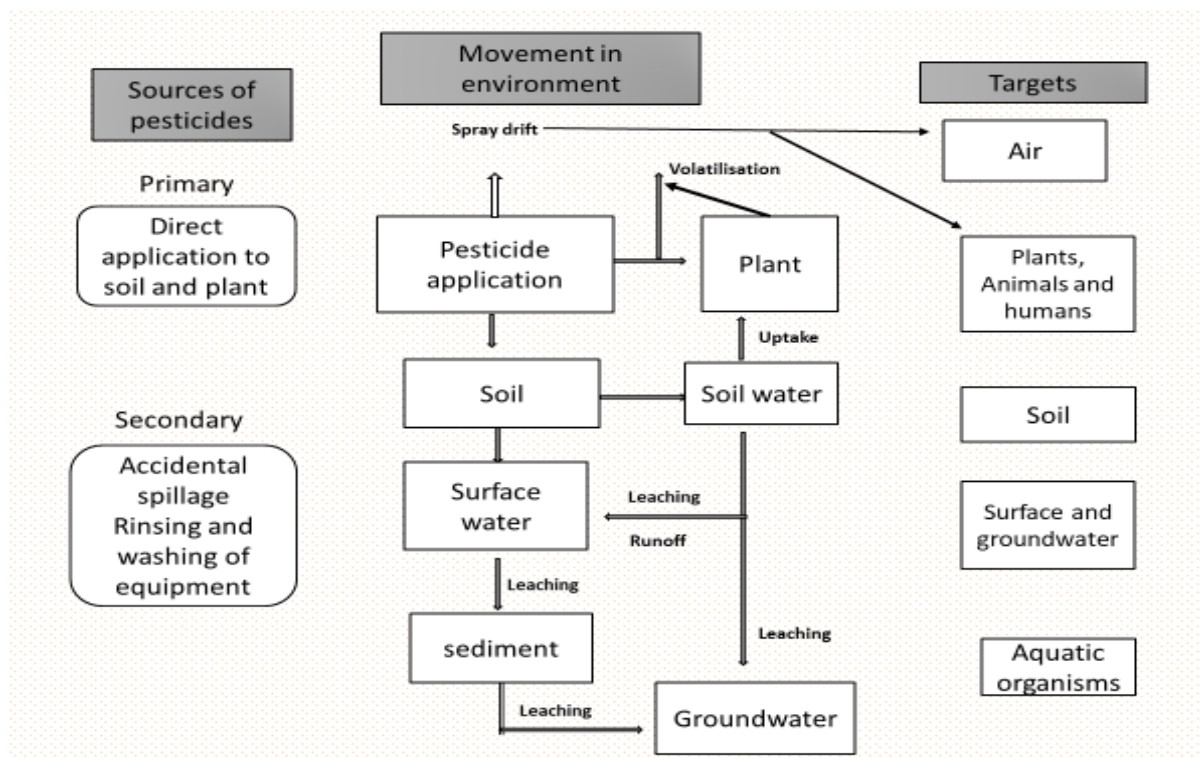 Sources of
pesticides
Primary
Direct
application to
soil and plant
Secondary
Accidental
spillage
Rinsing and
washing of
equipment
Movement in
environment
Spray drift
Volatilisation
Pesticide
application
Plant
Uptake
Soil
Soil water
Surface
water
Leaching
Runoff
Leaching
sediment
Leaching
Leaching
Groundwater
Targets
Air
Plants,
Animals and
humans
Soil
Surface and
groundwater
Aquatic
organisms